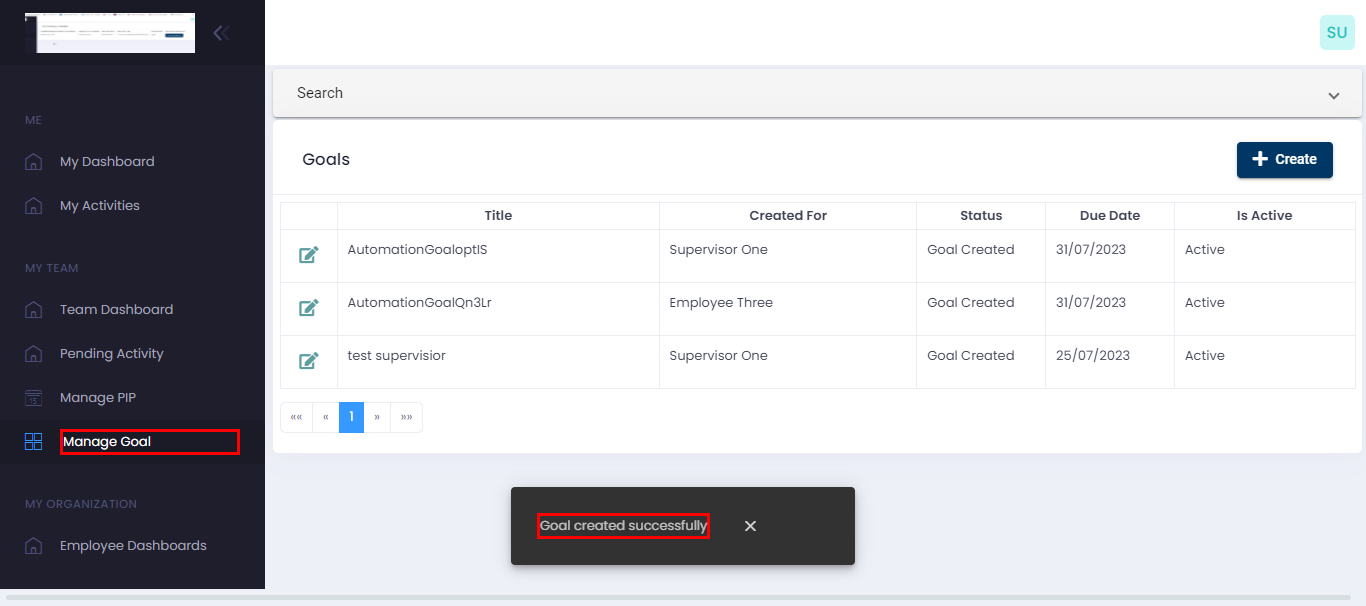 SU
ME
My Dashboard
My Activities
MY TEAM
Team Dashboard
Pending Activity
15
Manage PIP
Manage Goal
MY ORGANIZATION
Employee Dashboards
Search
Goals
Create
Title Created For Status Due Date Is Active
AutomationGoaloptIS Supervisor One Goal Created 31/07/2023 Active
AutomationGoalQn3Lr Employee Three Goal Created 31/07/2023 Active
test supervisior Supervisor One Goal Created 25/07/2023 Active
«« « 1 » »»
Goal created successfully